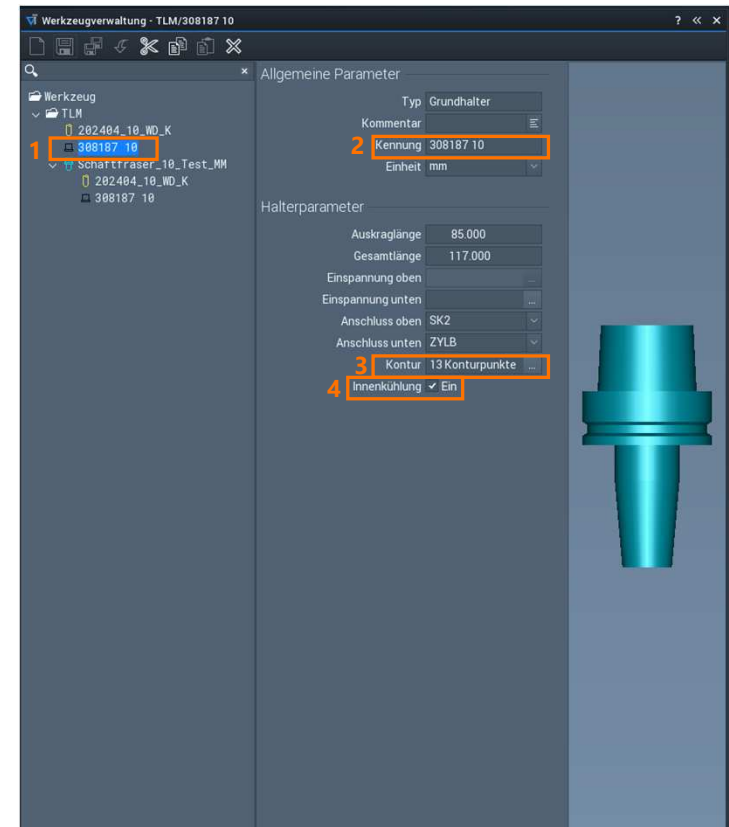 Werkzeugverwaltung - TLM/308187 10
? « ×
×
Werkzeug
TLM
202404_10_WD_K
1
308187 10
Schaftfräser_10_Test_MM
202404_10_WD_K
308187 10
Allgemeine Parameter
Typ Grundhalter
Kommentar
2 Kennung 308187 10
Einheit mm
Halterparameter
Auskraglänge 85.000
Gesamtlänge 117.000
Einspannung oben ...
Einspannung unten ...
Anschluss oben SK2
Anschluss unten ZYLB
3 Kontur 13 Konturpunkte ...
4 Innenkühlung ✓ Ein